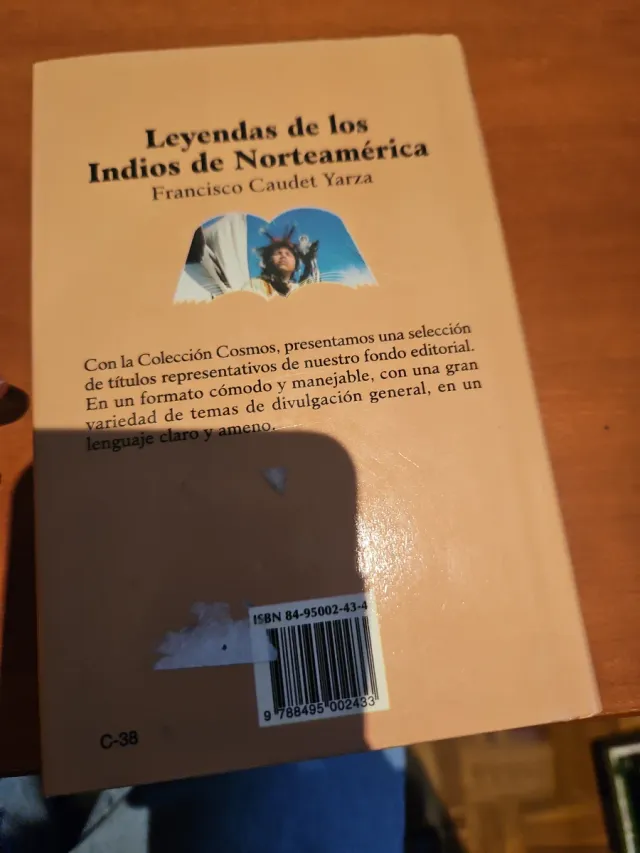 Leyendas de los
Indios de Norteamérica
Francisco Caudet Yarza
Con la Colección Cosmos, presentamos una selección
de títulos representativos de nuestro fondo editorial.
En un formato cómodo y manejable, con una gran
variedad de temas de divulgación general, en un
lenguaje claro y ameno.
ISBN 84-95002-43-4
9 788495 002433
C-38